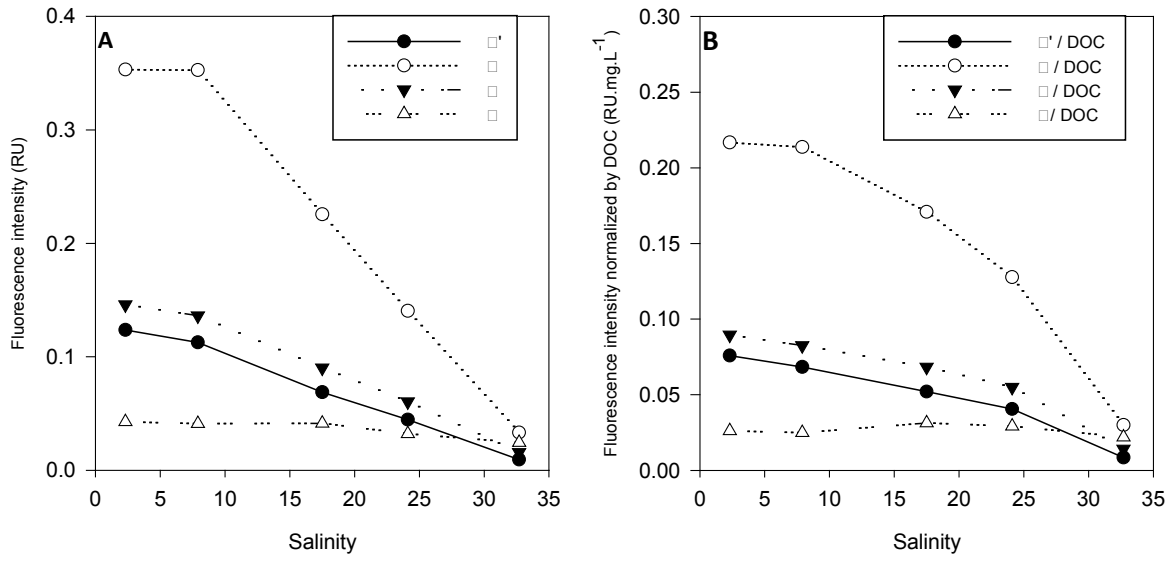 A
0.4
0.3
0.2
0.1
0.0
0 5 10 15 20 25 30 35
Salinity
Fluorescence intensity (RU)
□'
□
□
□
B
0.30
0.25
0.20
0.15
0.10
0.05
0.00
0 5 10 15 20 25 30 35
Salinity
Fluorescence intensity normalized by DOC (RU.mg.L⁻¹)
□' / DOC
□ / DOC
□ / DOC
□/ DOC